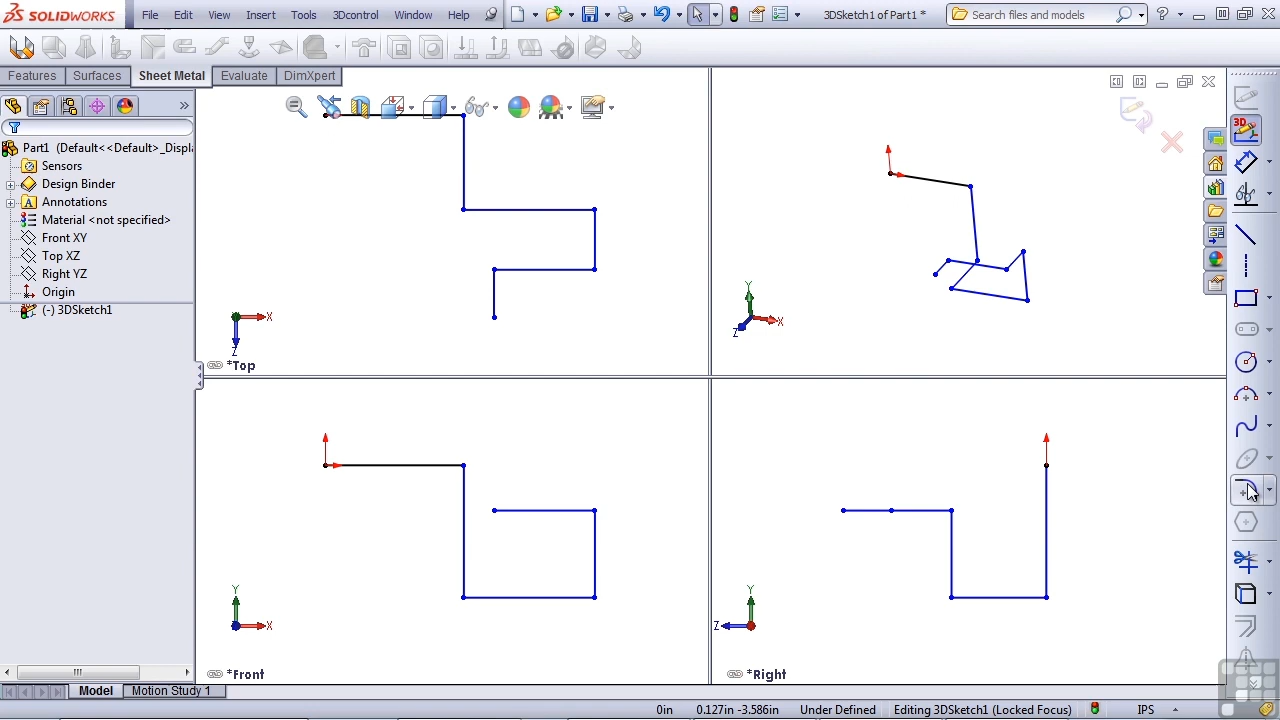 SOLIDWORKS File Edit View Insert Tools 3Dcontrol Window Help 3DSketch1 of Part1 * Search files and models ?
Features Surfaces Sheet Metal Evaluate DimXpert
»
Part1 (Default<<Default>_Displa
Sensors
Design Binder
A Annotations
Material <not specified>
Front XY
Top XZ
Right YZ
Origin
(-) 3DSketch1
3D
X
Z
*Top
Y
X
Z
Y
X
*Front
Y
Z
*Right
Model Motion Study 1
0in 0.127in -3.586in Under Defined Editing 3DSketch1 (Locked Focus) IPS